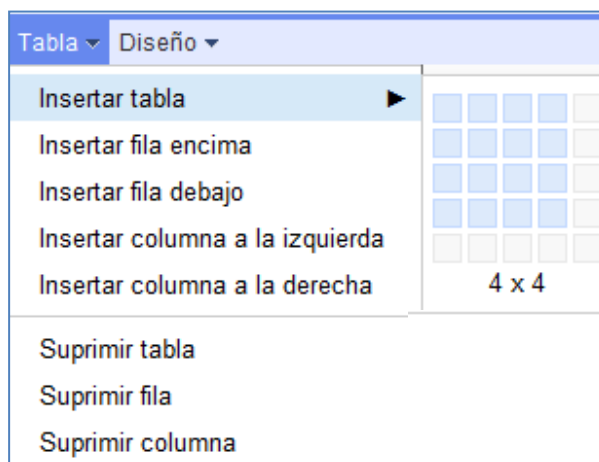 Tabla Diseño
Insertar tabla
Insertar fila encima
Insertar fila debajo
Insertar columna a la izquierda
Insertar columna a la derecha
4 x 4
Suprimir tabla
Suprimir fila
Suprimir columna